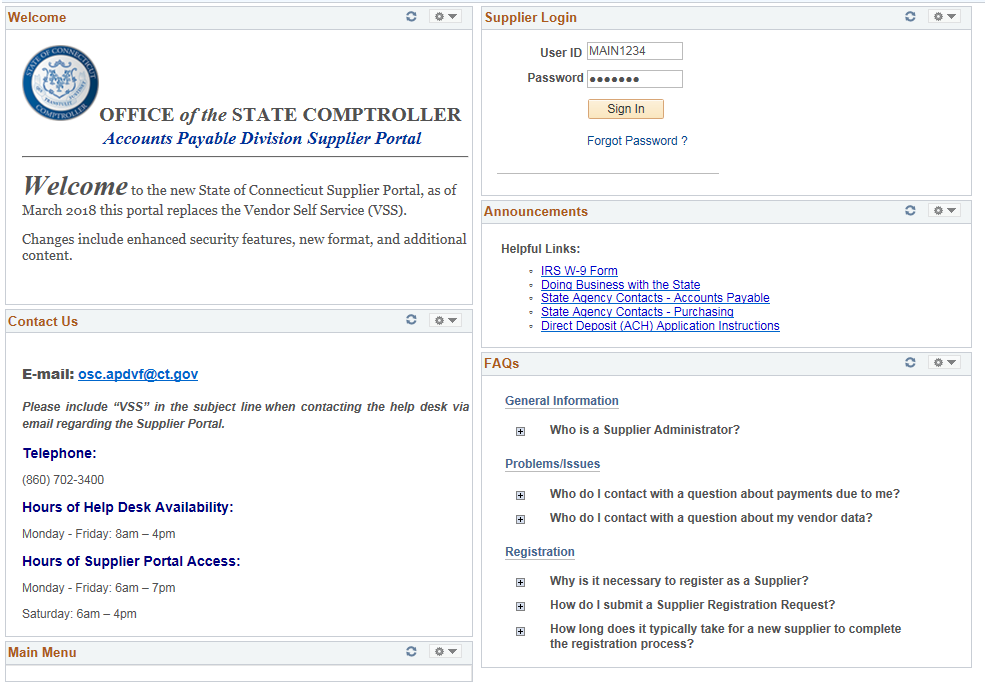 Welcome
STATE OF CONNECTICUT
COMPTROLLER
OFFICE of the STATE COMPTROLLER
Accounts Payable Division Supplier Portal
Welcome to the new State of Connecticut Supplier Portal, as of
March 2018 this portal replaces the Vendor Self Service (VSS).
Changes include enhanced security features, new format, and additional
content.
Contact Us
E-mail: osc.apdvf@ct.gov
Please include “VSS” in the subject line when contacting the help desk via
email regarding the Supplier Portal.
Telephone:
(860) 702-3400
Hours of Help Desk Availability:
Monday - Friday: 8am – 4pm
Hours of Supplier Portal Access:
Monday - Friday: 6am – 7pm
Saturday: 6am – 4pm
Main Menu
Supplier Login
User ID MAIN1234
Password ●●●●●●●
Sign In
Forgot Password ?
Announcements
Helpful Links:
IRS W-9 Form
Doing Business with the State
State Agency Contacts - Accounts Payable
State Agency Contacts - Purchasing
Direct Deposit (ACH) Application Instructions
FAQs
General Information
Who is a Supplier Administrator?
Problems/Issues
Who do I contact with a question about payments due to me?
Who do I contact with a question about my vendor data?
Registration
Why is it necessary to register as a Supplier?
How do I submit a Supplier Registration Request?
How long does it typically take for a new supplier to complete
the registration process?